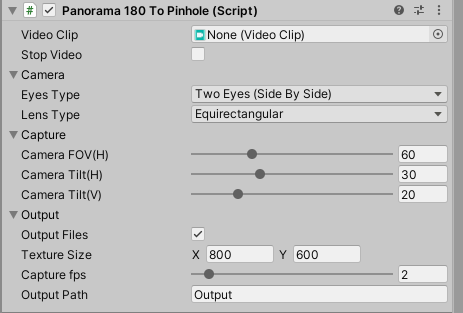 Panorama 180 To Pinhole (Script)
Video Clip None (Video Clip)
Stop Video
Camera
Eyes Type Two Eyes (Side By Side)
Lens Type Equirectangular
Capture
Camera FOV(H) 60
Camera Tilt(H) 30
Camera Tilt(V) 20
Output
Output Files
Texture Size X 800 Y 600
Capture fps 2
Output Path Output